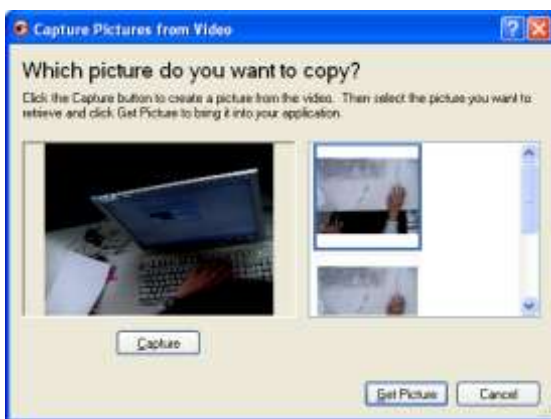 Capture Pictures from Video
Which picture do you want to copy?
Click the Capture button to create a picture from the video. Then select the picture you want to
retrieve and click Get Picture to bring it into your application.
Capture
Get Picture
Cancel